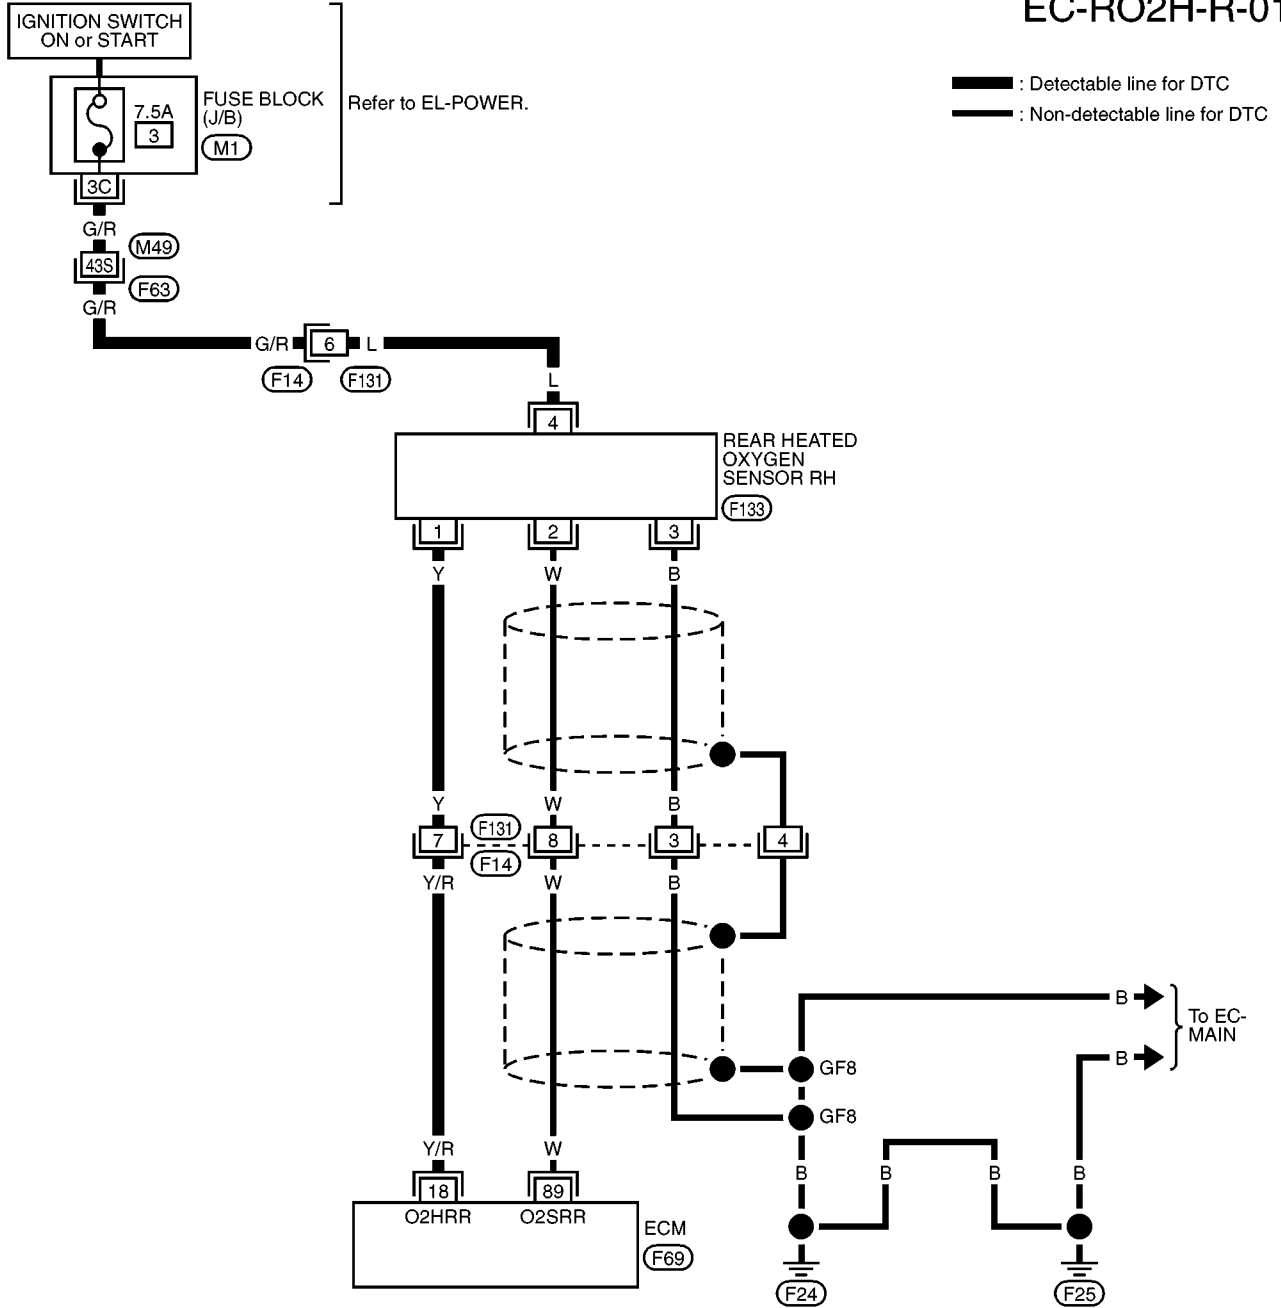 EC-RO2H-R-01
IGNITION SWITCH
ON or START
FUSE BLOCK
(J/B)
M1
7.5A
3
Refer to EL-POWER.
: Detectable line for DTC
: Non-detectable line for DTC
3C
G/R
M49
43S
F63
G/R
G/R
6
L
F14
F131
L
4
REAR HEATED
OXYGEN
SENSOR RH
F133
1
2
3
Y
W
B
Y
W
B
F131
7
8
3
4
F14
Y/R
W
B
B
To EC-
MAIN
B
GF8
GF8
Y/R
W
B
B
B
B
18
89
O2HRR
O2SRR
ECM
F69
F24
F25